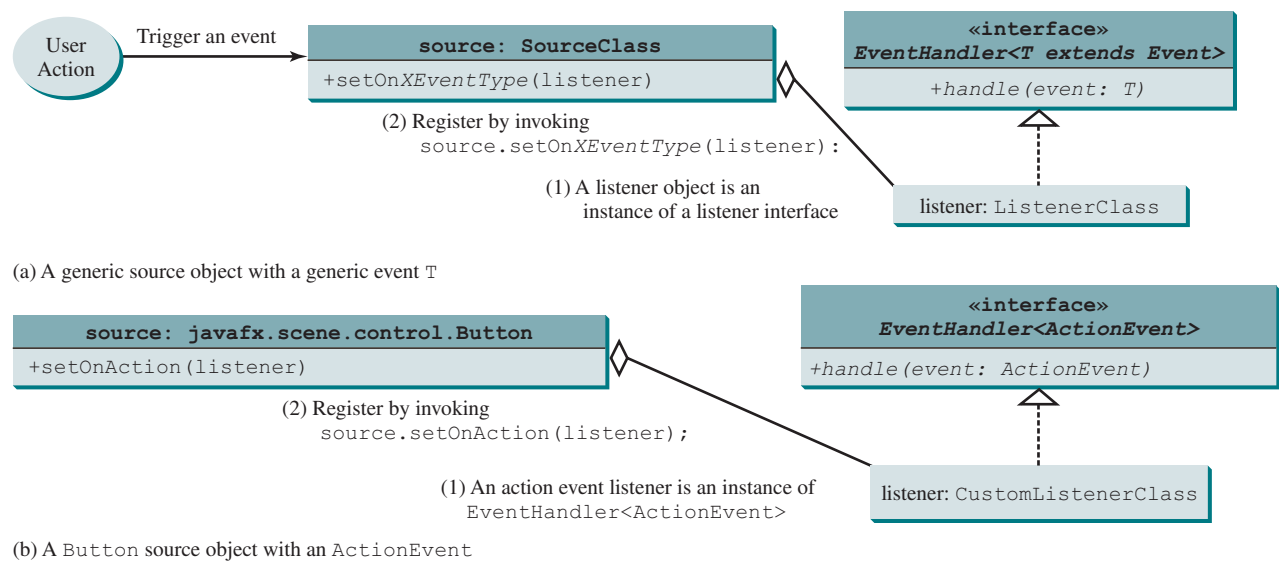 User
Action
Trigger an event
source: SourceClass
+setOnXEventType(listener)
«interface»
EventHandler<T extends Event>
+handle(event: T)
(2) Register by invoking
source.setOnXEventType(listener):
(1) A listener object is an
instance of a listener interface
listener: ListenerClass
(a) A generic source object with a generic event T
source: javafx.scene.control.Button
+setOnAction(listener)
«interface»
EventHandler<ActionEvent>
+handle(event: ActionEvent)
(2) Register by invoking
source.setOnAction(listener);
(1) An action event listener is an instance of
EventHandler<ActionEvent>
listener: CustomListenerClass
(b) A Button source object with an ActionEvent